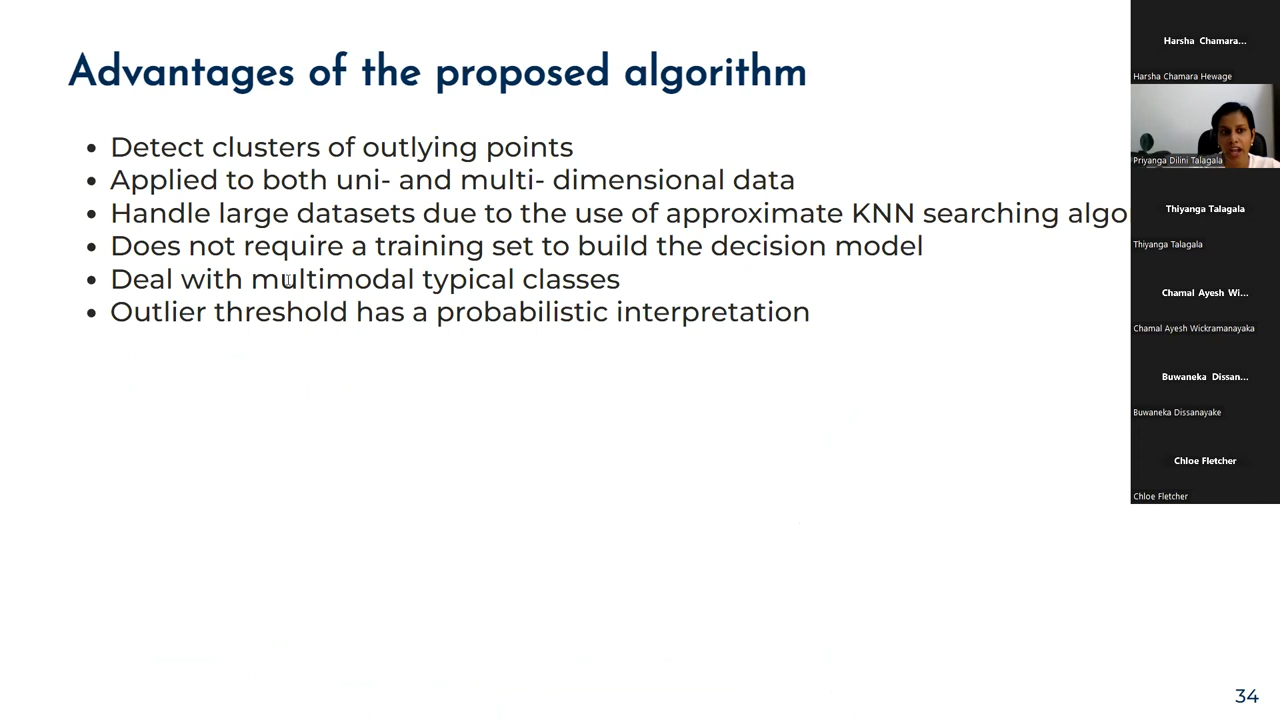 Advantages of the proposed algorithm
• Detect clusters of outlying points
• Applied to both uni- and multi- dimensional data
• Handle large datasets due to the use of approximate KNN searching algo
• Does not require a training set to build the decision model
• Deal with multimodal typical classes
• Outlier threshold has a probabilistic interpretation
34
Harsha Chamara...
Harsha Chamara Hewage
Priyanga Dilini Talagala
Thiyanga Talagala
Thiyanga Talagala
Chamal Ayesh Wi...
Chamal Ayesh Wickramanayaka
Buwaneka Dissan...
Buwaneka Dissanayake
Chloe Fletcher
Chloe Fletcher